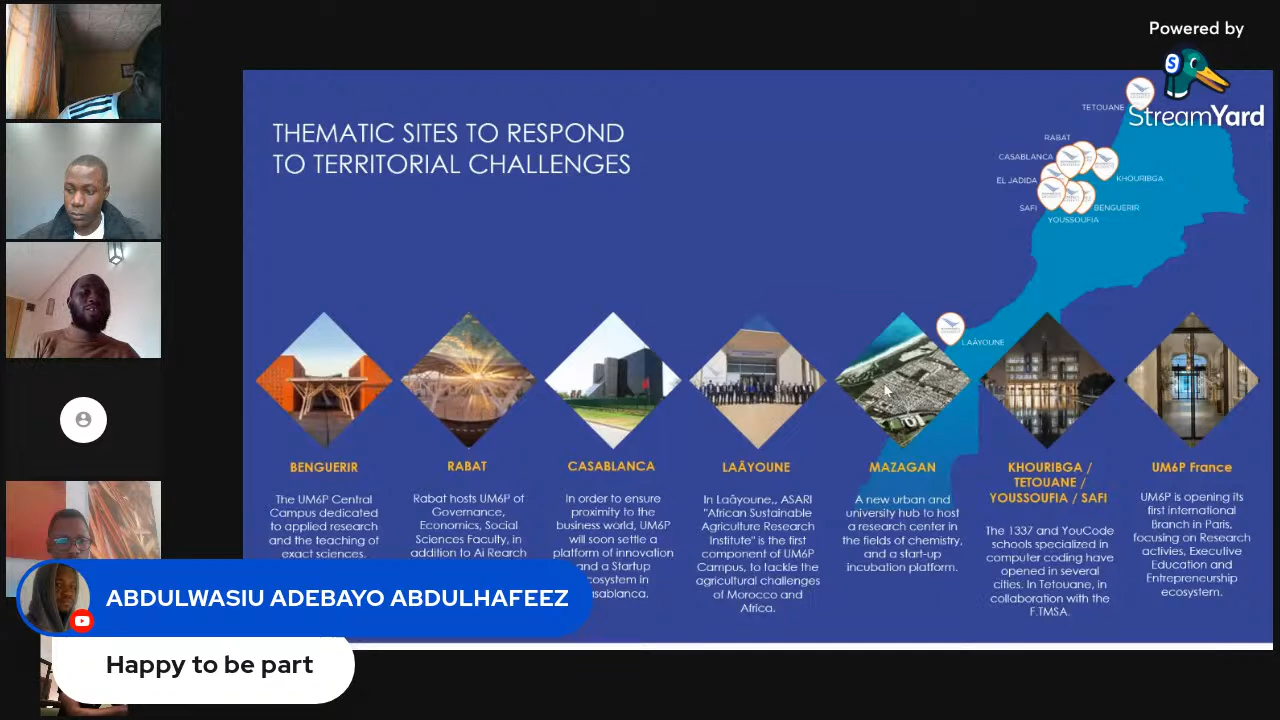 Powered by
StreamYard
THEMATIC SITES TO RESPOND
TO TERRITORIAL CHALLENGES
TETOUANE
RABAT
CASABLANCA
KHOURIBGA
EL JADIDA
SAFI
BENGUERIR
YOUSSOUFIA
LAÂYOUNE
BENGUERIR
The UM6P Central
Campus dedicated
to applied research
and the teaching of
exact sciences.
RABAT
Rabat hosts UM6P of
Governance,
Economics, Social
Sciences Faculty, in
addition to Ai Rearch
CASABLANCA
In order to ensure
proximity to the
business world, UM6P
will soon settle a
platform of innovation
and a Startup
ecosystem in
Casablanca.
LAÂYOUNE
In Laâyoune,, ASARI
"African Sustainable
Agriculture Research
Institute" is the first
component of UM6P
Campus, to tackle the
agricultural challenges
of Morocco and
Africa.
MAZAGAN
A new urban and
university hub to host
a research center in
the fields of chemistry,
and a start-up
incubation platform.
KHOURIBGA /
TETOUANE /
YOUSSOUFIA / SAFI
The 1337 and YouCode
schools specialized in
computer coding have
opened in several
cities. In Tetouane, in
collaboration with the
F.TMSA.
UM6P France
UM6P is opening its
first international
Branch in Paris,
focusing on Research
activies, Executive
Education and
Entrepreneurship
ecosystem.
ABDULWASIU ADEBAYO ABDULHAFEEZ
Happy to be part